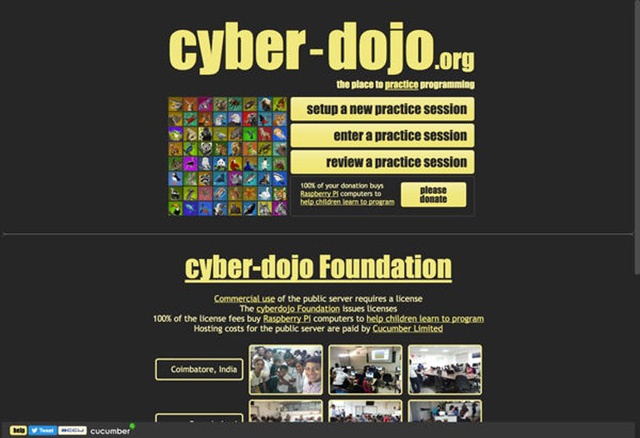 cyber-dojo.org
the place to practice programming
setup a new practice session
enter a practice session
review a practice session
100% of your donation buys
Raspberry Pi computers to
help children learn to program
please
donate
cyber-dojo Foundation
Commercial use of the public server requires a license
The cyberdojo Foundation issues licenses
100% of the license fees buy Raspberry Pi computers to help children learn to program
Hosting costs for the public server are paid by Cucumber Limited
Coimbatore, India
help
Tweet
accu
cucumber